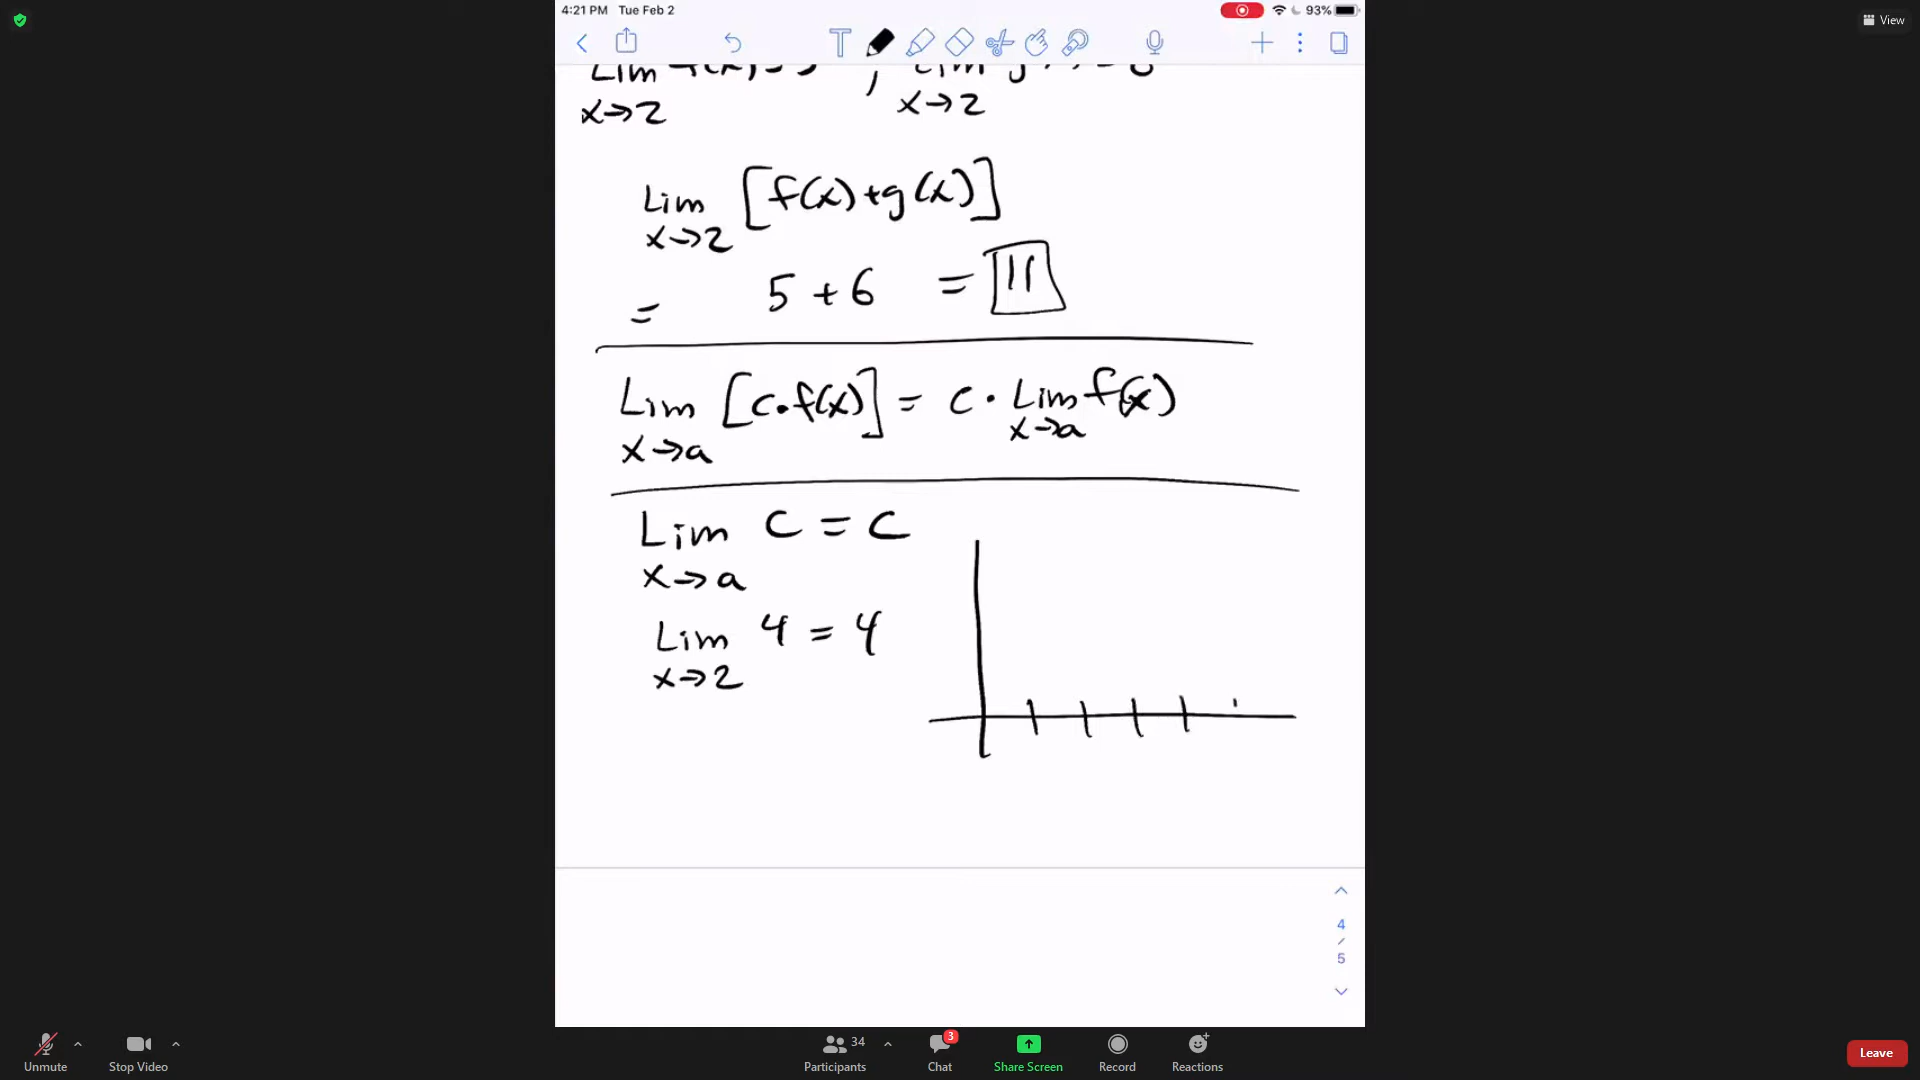 4:21 PM Tue Feb 2
93%
View
x→2
x→2
Lim [f(x)+g(x)]
x→2
= 5 + 6 = 11
Lim [c•f(x)] = c • Lim f(x)
x→a x→a
Lim c = c
x→a
Lim 4 = 4
x→2
4
/
5
Unmute
Stop Video
34
Participants
3
Chat
Share Screen
Record
Reactions
Leave